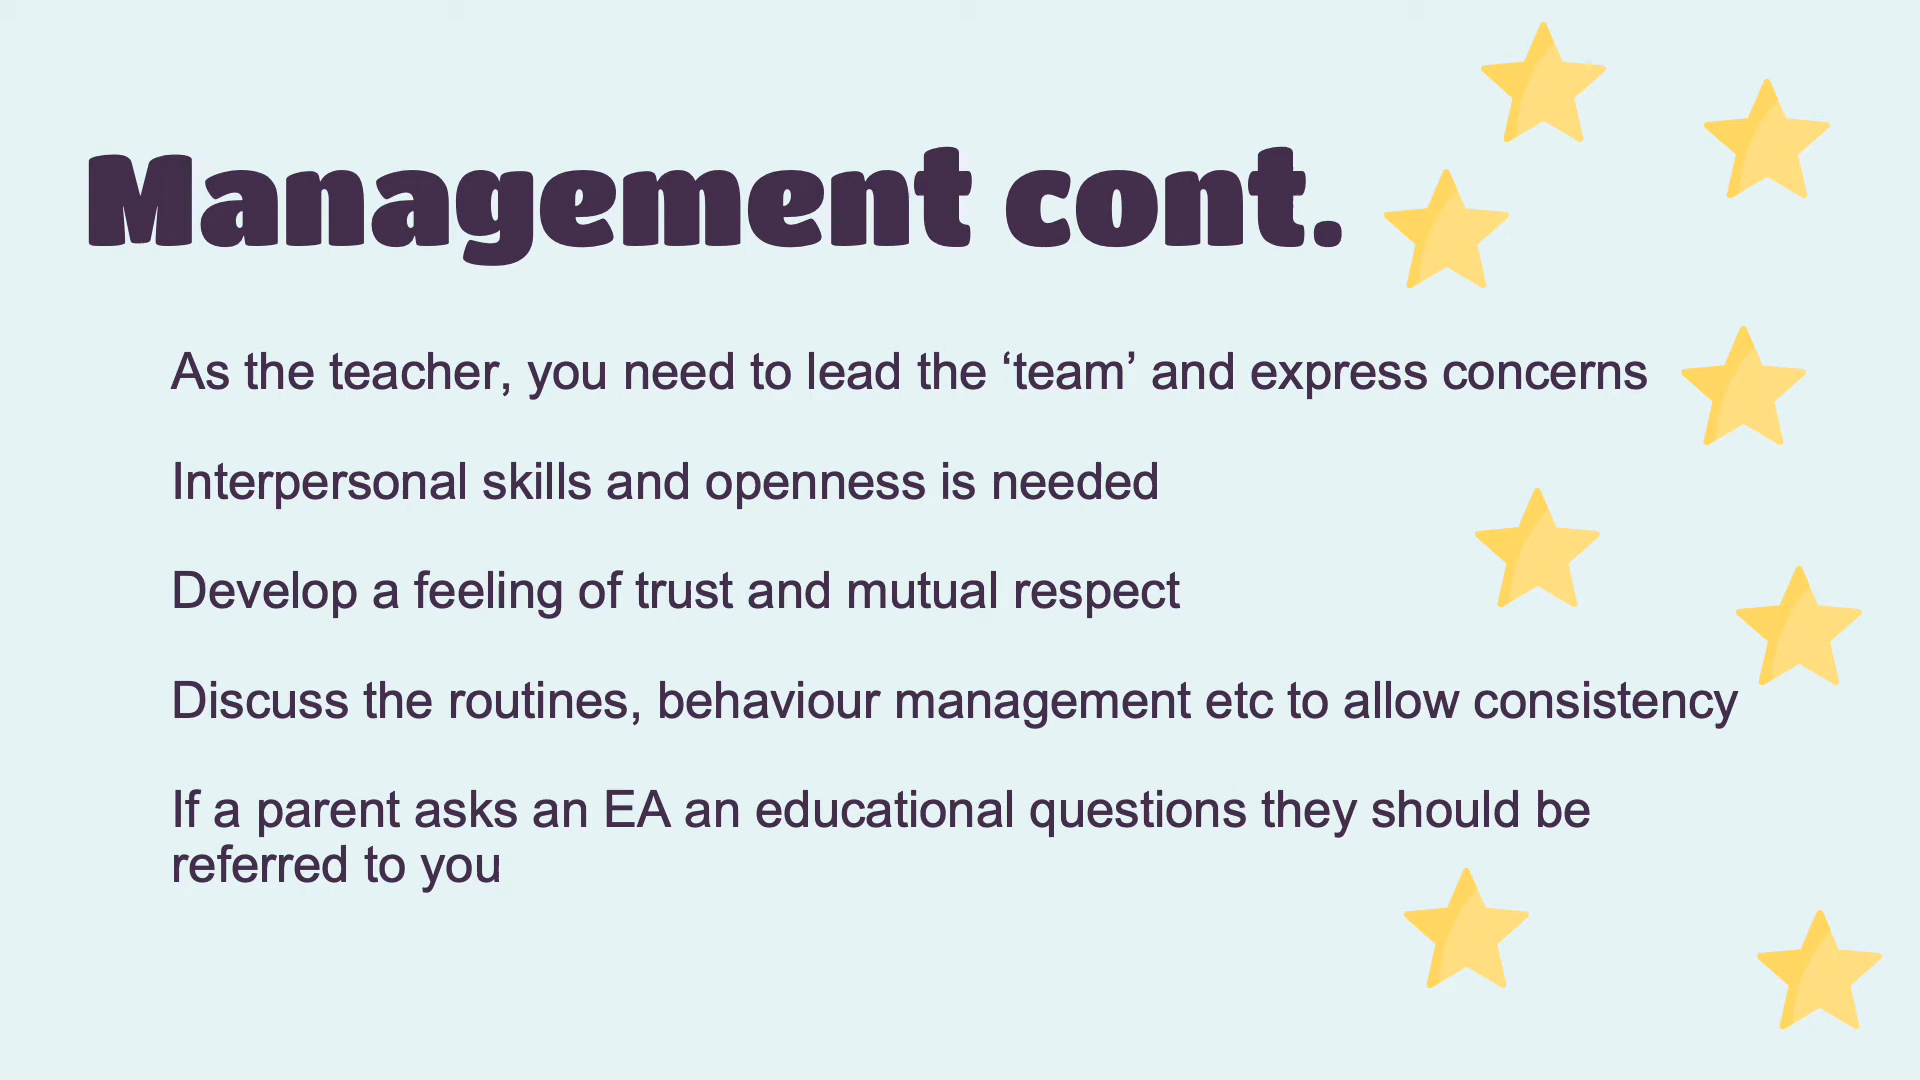 Management cont.
As the teacher, you need to lead the ‘team’ and express concerns
Interpersonal skills and openness is needed
Develop a feeling of trust and mutual respect
Discuss the routines, behaviour management etc to allow consistency
If a parent asks an EA an educational questions they should be
referred to you